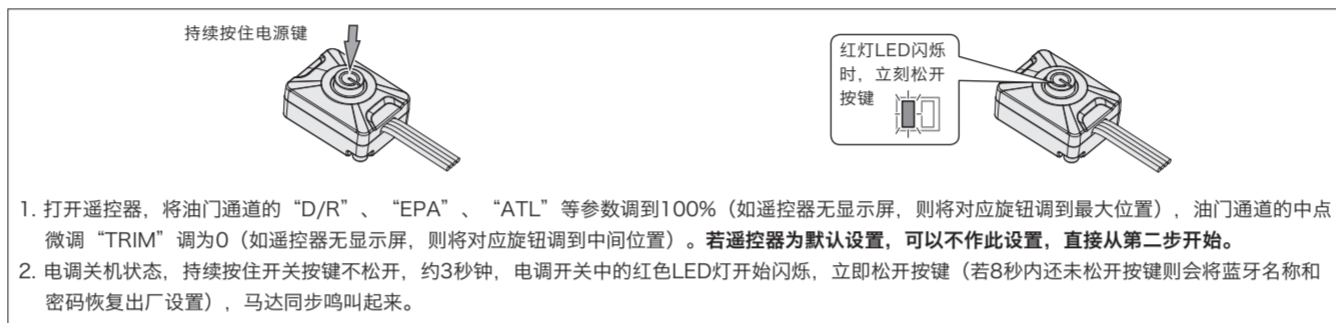 持续按住电源键
红灯LED闪烁
时，立刻松开
按键
1. 打开遥控器，将油门通道的“D/R”、“EPA”、“ATL”等参数调到100%（如遥控器无显示屏，则将对应旋钮调到最大位置），油门通道的中点
微调“TRIM”调为0（如遥控器无显示屏，则将对应旋钮调到中间位置）。若遥控器为默认设置，可以不作此设置，直接从第二步开始。
2. 电调关机状态，持续按住开关按键不松开，约3秒钟，电调开关中的红色LED灯开始闪烁，立即松开按键（若8秒内还未松开按键则会将蓝牙名称和
密码恢复出厂设置），马达同步鸣叫起来。